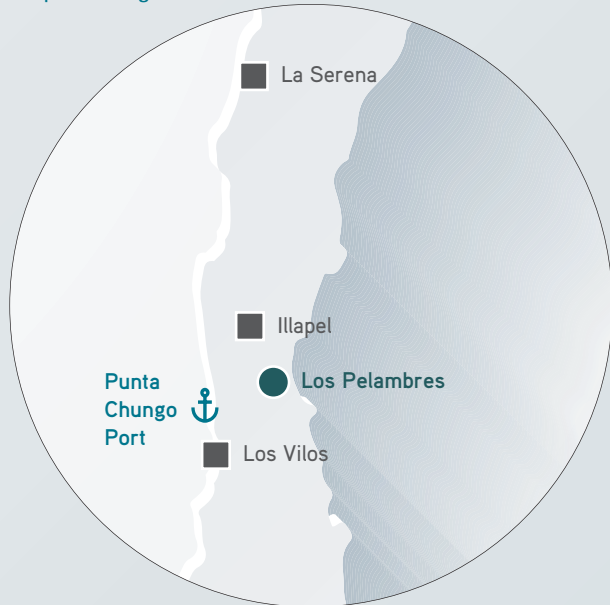 La Serena
Illapel
Los Pelambres
Punta
Chungo
Port
Los Vilos